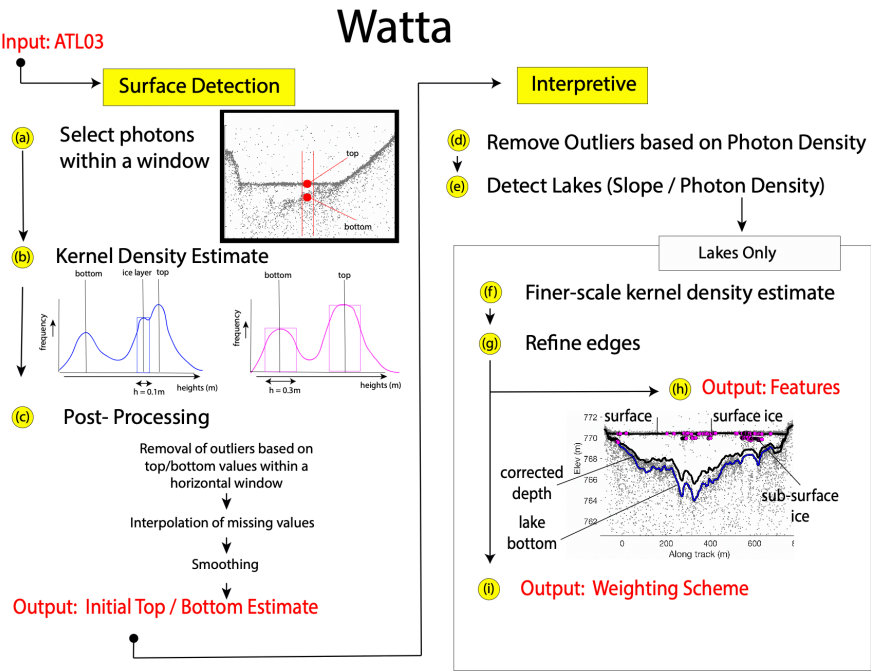 Watta
Input: ATL03
Surface Detection
(a) Select photons
within a window
top
bottom
(b) Kernel Density Estimate
bottom
ice layer
top
frequency
h = 0.1m
heights (m)
bottom
top
frequency
h = 0.3m
heights (m)
(c) Post- Processing
Removal of outliers based on
top/bottom values within a
horizontal window
Interpolation of missing values
Smoothing
Output: Initial Top / Bottom Estimate
Interpretive
(d) Remove Outliers based on Photon Density
(e) Detect Lakes (Slope / Photon Density)
Lakes Only
(f) Finer-scale kernel density estimate
(g) Refine edges
(h) Output: Features
surface
surface ice
772
770
768
766
764
762
Elev (m)
corrected
depth
lake
bottom
sub-surface
ice
0 200 400 600 8
Along track (m)
(i) Output: Weighting Scheme